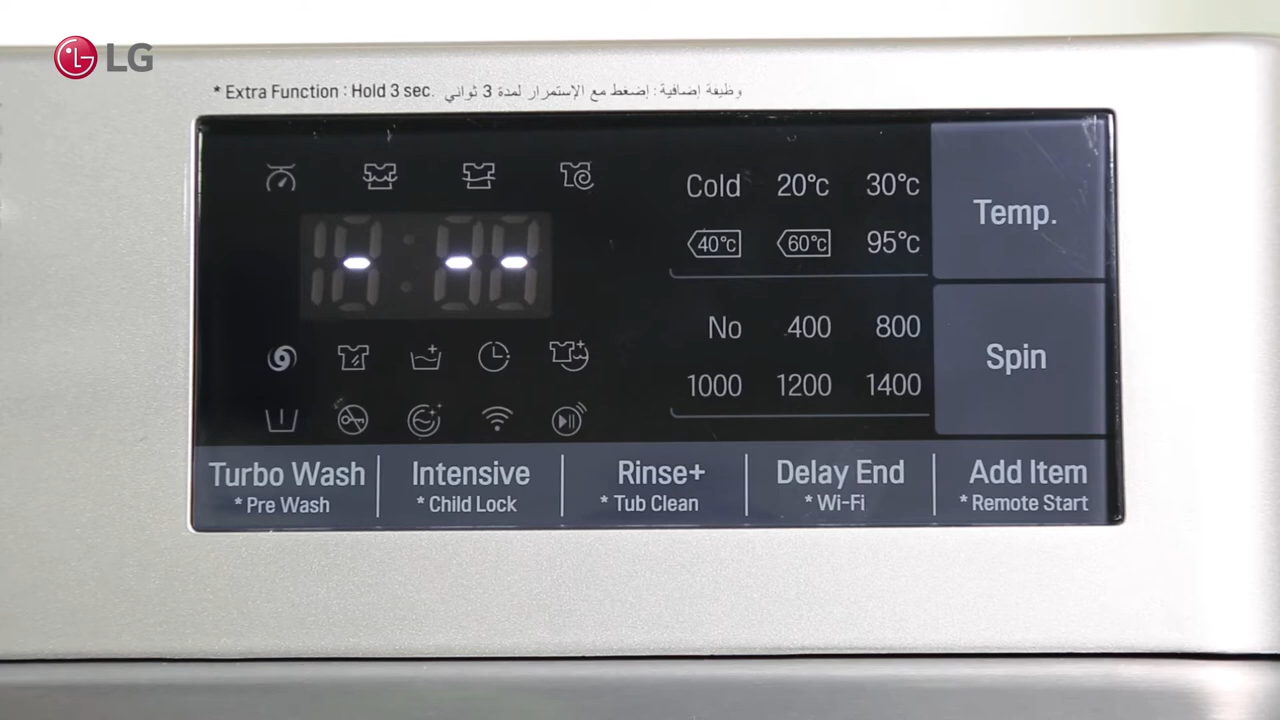 LG
* Extra Function : Hold 3 sec. وظيفة إضافية : إضغط مع الإستمرار لمدة 3 ثواني
Cold 20°c 30°c
Temp.
40°c 60°c 95°c
- - -
No 400 800
Spin
1000 1200 1400
Turbo Wash Intensive Rinse+ Delay End Add Item
* Pre Wash * Child Lock * Tub Clean * Wi-Fi * Remote Start